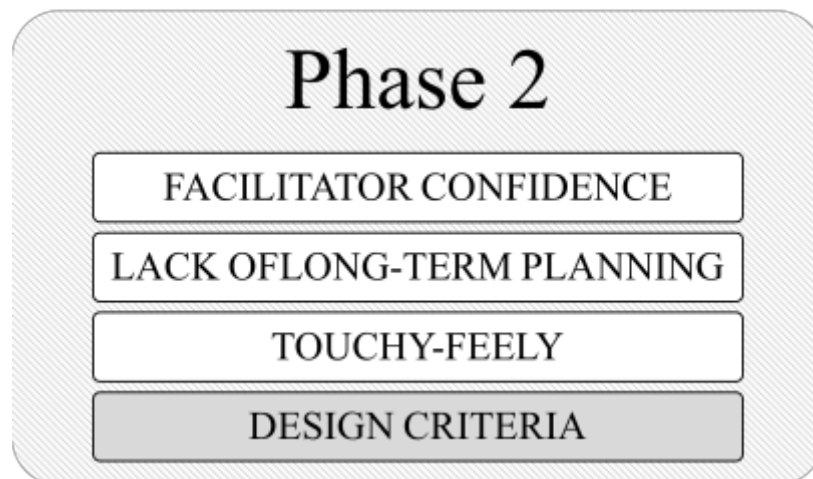 Phase 2
FACILITATOR CONFIDENCE
LACK OFLONG-TERM PLANNING
TOUCHY-FEELY
DESIGN CRITERIA